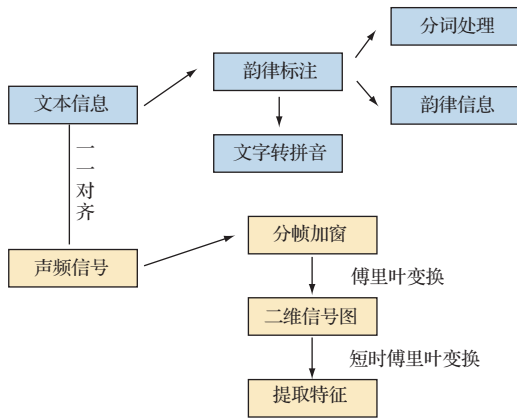 分词处理
韵律标注
文本信息
韵律信息
文字转拼音
一一对齐
分帧加窗
声频信号
傅里叶变换
二维信号图
短时傅里叶变换
提取特征